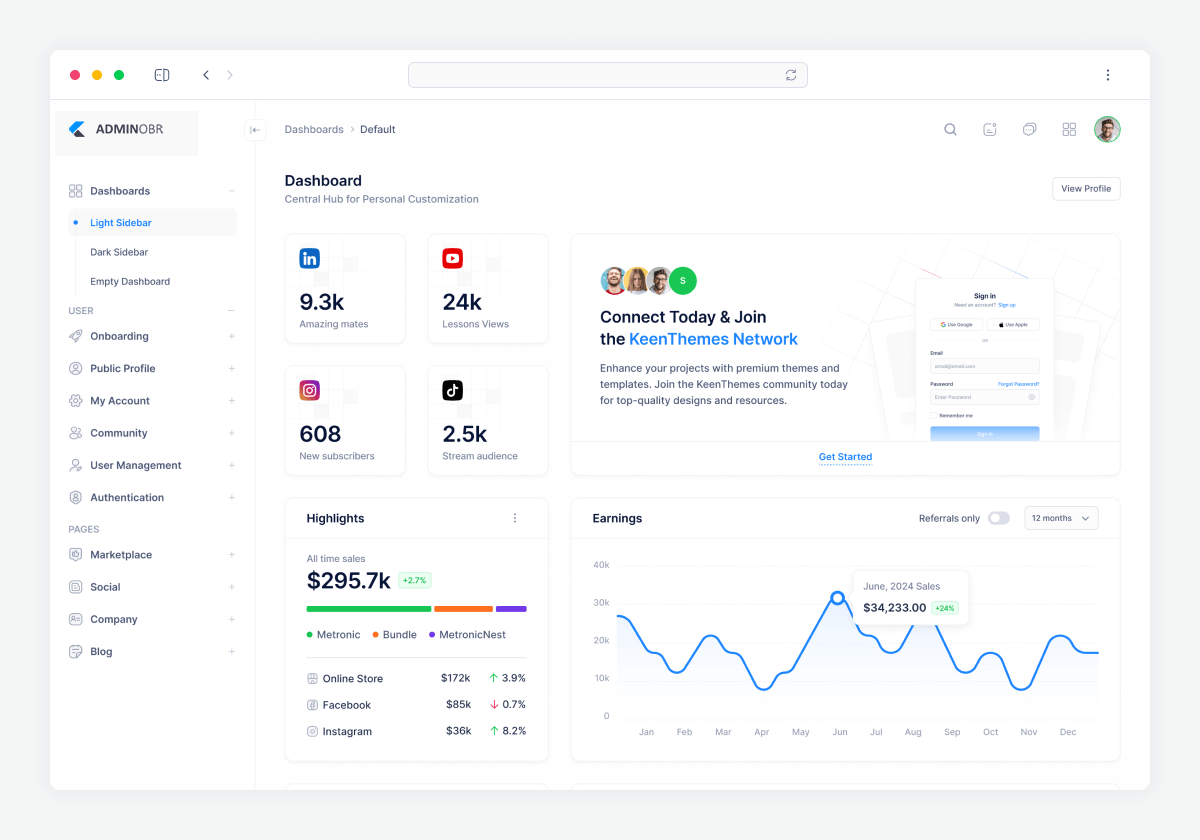 ADMINOBR
Dashboards
Light Sidebar
Dark Sidebar
Empty Dashboard
USER
Onboarding
Public Profile
My Account
Community
User Management
Authentication
PAGES
Marketplace
Social
Company
Blog
Dashboards > Default
Dashboard
Central Hub for Personal Customization
View Profile
in
9.3k
Amazing mates
24k
Lessons Views
608
New subscribers
2.5k
Stream audience
S
Connect Today & Join
the KeenThemes Network
Enhance your projects with premium themes and
templates. Join the KeenThemes community today
for top-quality designs and resources.
Sign in
Need an account? Sign up
Use Google Use Apple
OR
Email
email@email.com
Password Forgot Password?
Enter Password
Remember me
Sign in
Get Started
Highlights
All time sales
$295.7k +2.7%
Metronic Bundle MetronicNest
Online Store $172k 3.9%
Facebook $85k 0.7%
Instagram $36k 8.2%
Earnings
Referrals only 12 months
40k
30k
20k
10k
0
June, 2024 Sales
$34,233.00 +24%
Jan Feb Mar Apr May Jun Jul Aug Sep Oct Nov Dec